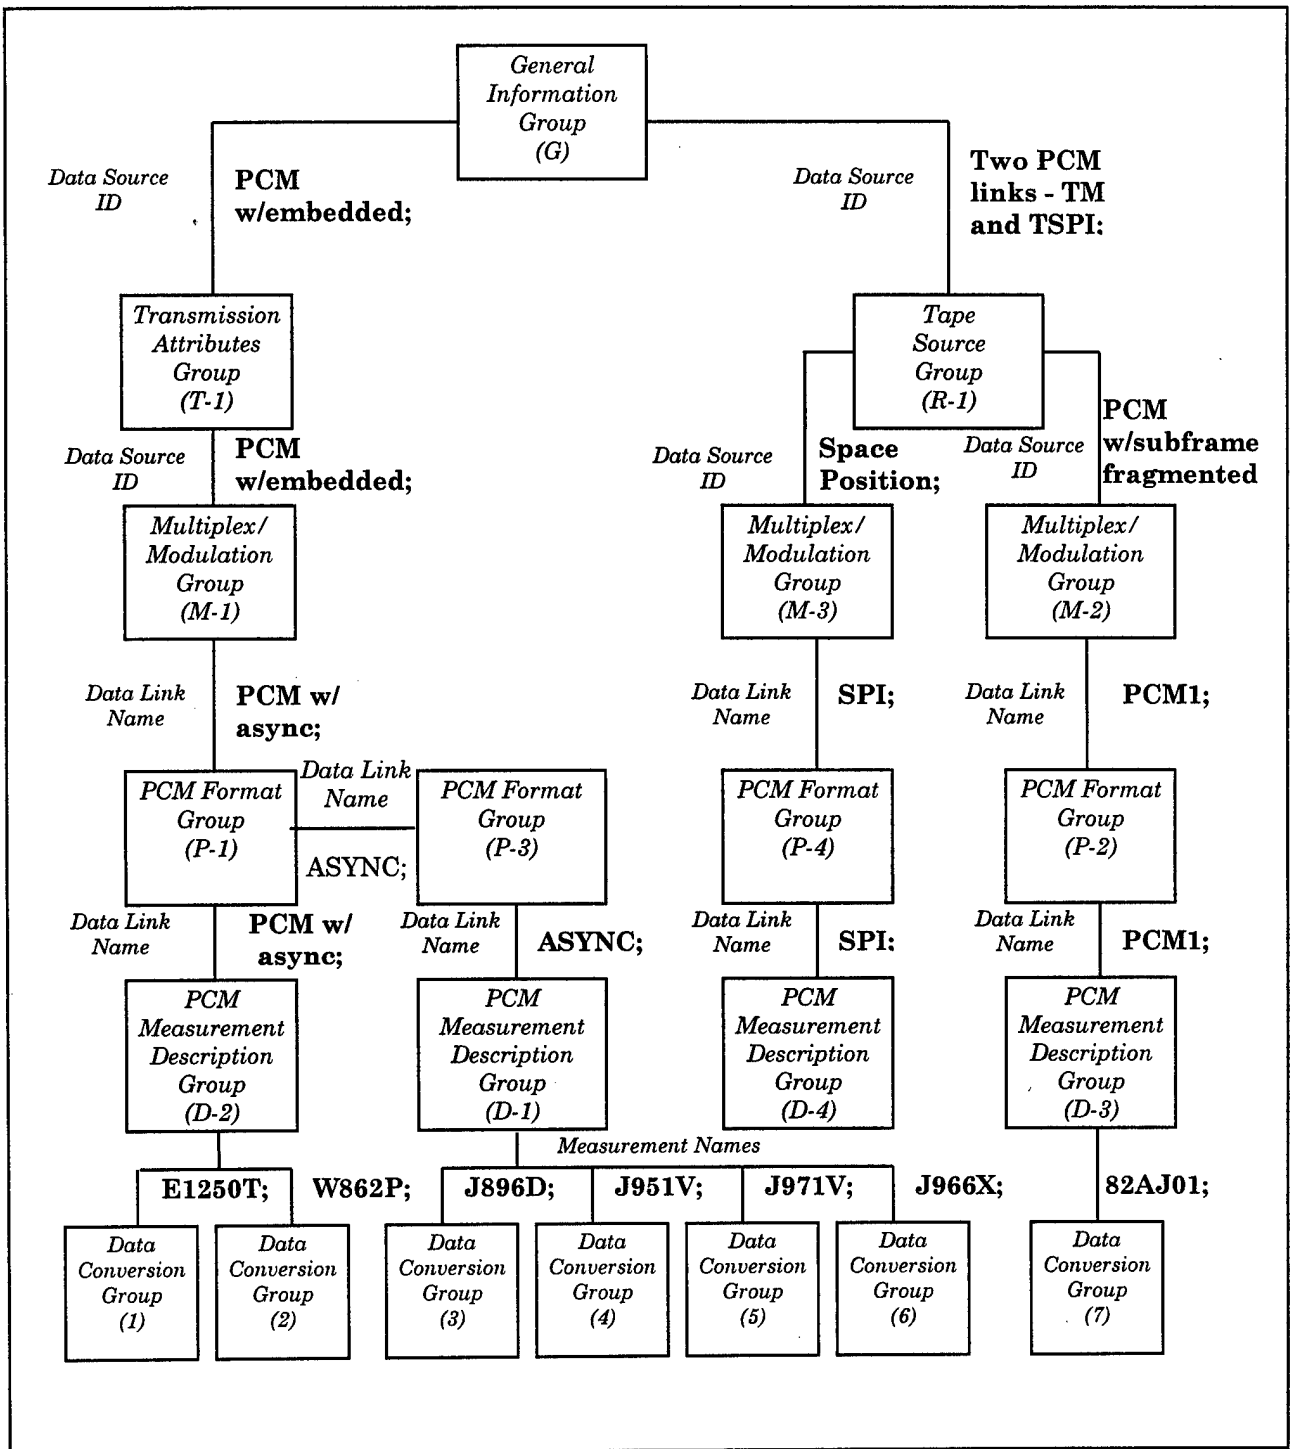 General
Information
Group
(G)
Data Source
ID
PCM
w/embedded;
Data Source
ID
Two PCM
links - TM
and TSPI:
Transmission
Attributes
Group
(T-1)
Tape
Source
Group
(R-1)
Data Source
ID
PCM
w/embedded;
Data Source
ID
Space
Position;
Data Source
ID
PCM
w/subframe
fragmented
Multiplex/
Modulation
Group
(M-1)
Multiplex/
Modulation
Group
(M-3)
Multiplex/
Modulation
Group
(M-2)
Data Link
Name
PCM w/
async;
Data Link
Name
SPI;
Data Link
Name
PCM1;
PCM Format
Group
(P-1)
Data Link
Name
ASYNC;
PCM Format
Group
(P-3)
PCM Format
Group
(P-4)
PCM Format
Group
(P-2)
Data Link
Name
PCM w/
async;
Data Link
Name
ASYNC;
Data Link
Name
SPI:
Data Link
Name
PCM1;
PCM
Measurement
Description
Group
(D-2)
PCM
Measurement
Description
Group
(D-1)
PCM
Measurement
Description
Group
(D-4)
PCM
Measurement
Description
Group
(D-3)
Measurement Names
E1250T;
W862P;
J896D;
J951V;
J971V;
J966X;
82AJ01;
Data
Conversion
Group
(1)
Data
Conversion
Group
(2)
Data
Conversion
Group
(3)
Data
Conversion
Group
(4)
Data
Conversion
Group
(5)
Data
Conversion
Group
(6)
Data
Conversion
Group
(7)